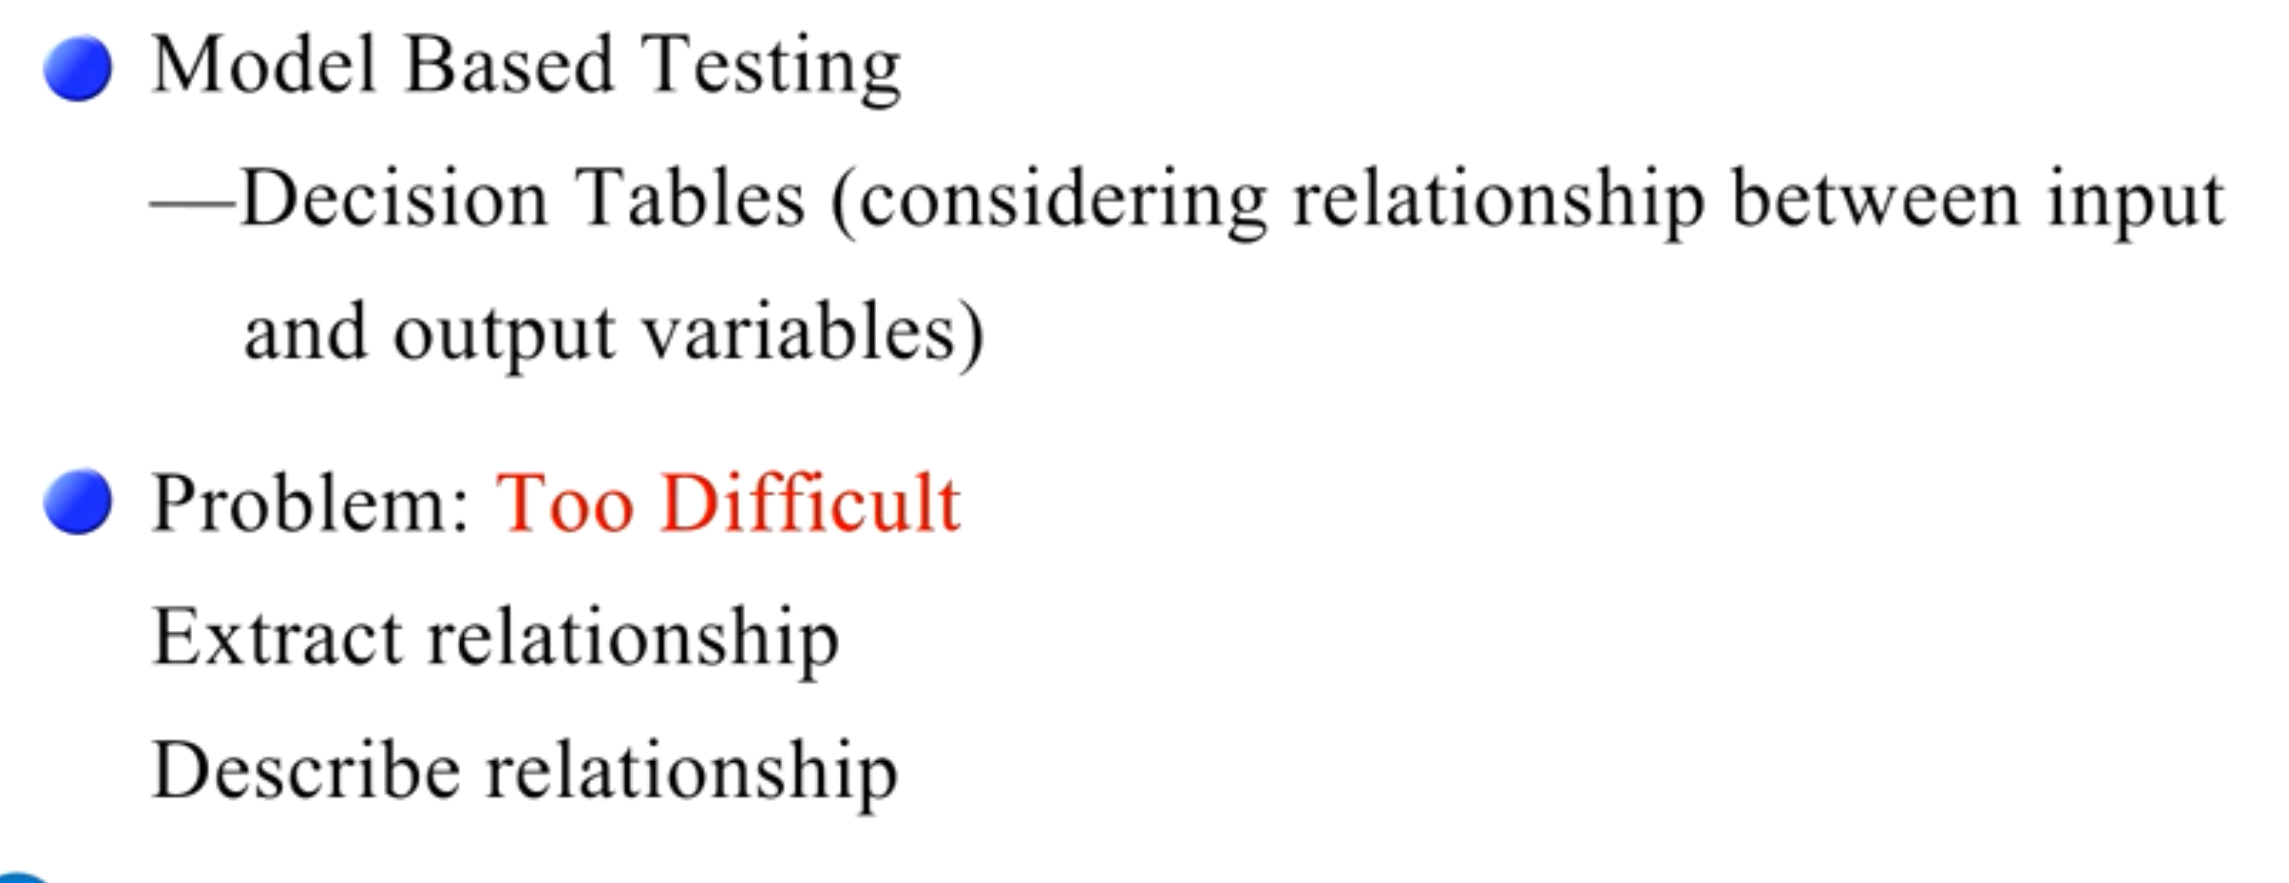 Model Based Testing
—Decision Tables (considering relationship between input
and output variables)
Problem: Too Difficult
Extract relationship
Describe relationship